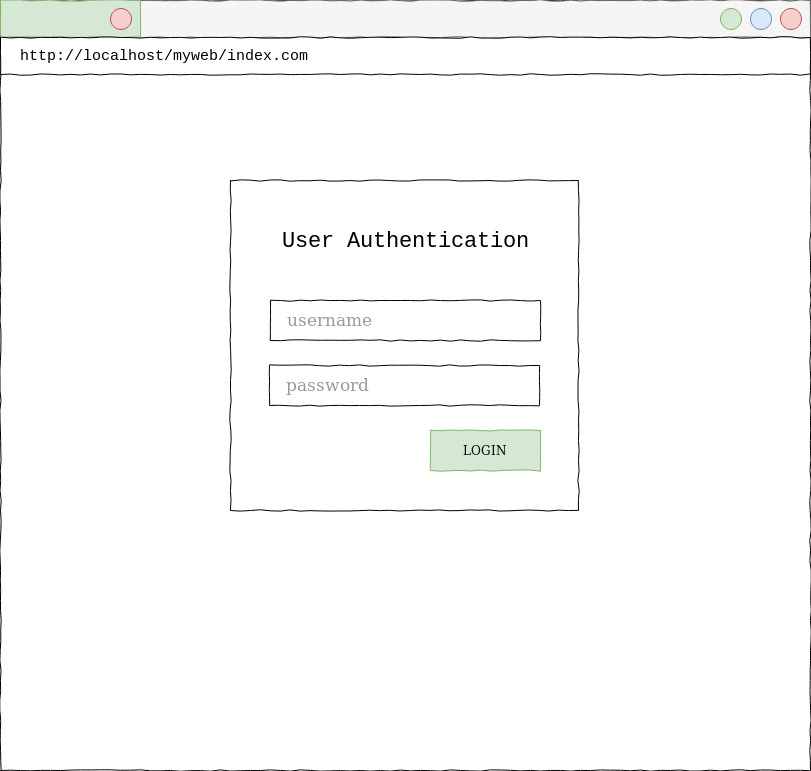 http://localhost/myweb/index.com
User Authentication
username
password
LOGIN